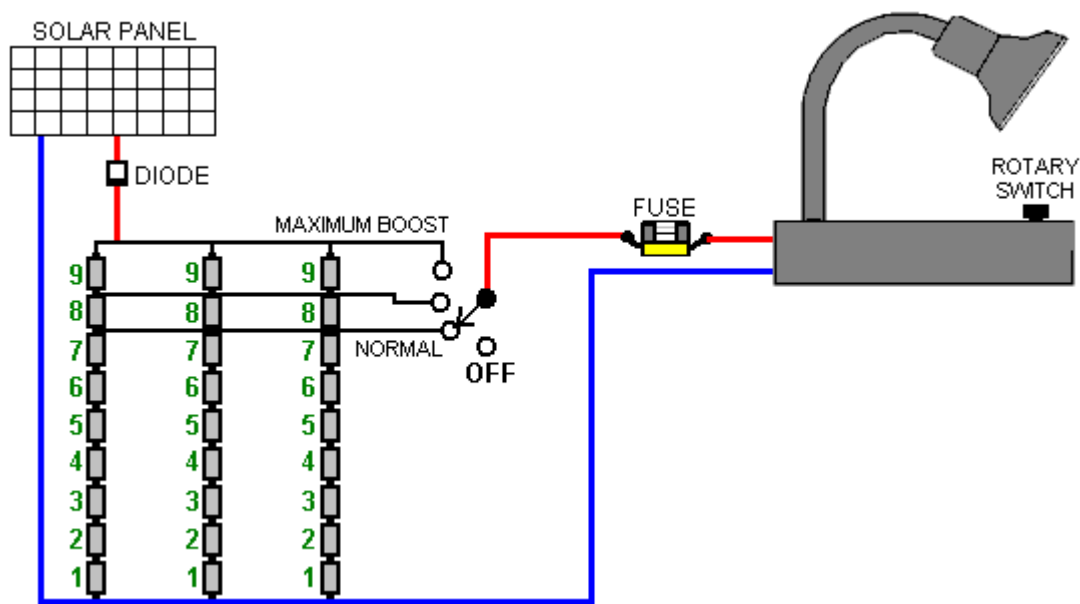 SOLAR PANEL
DIODE
ROTARY
SWITCH
FUSE
MAXIMUM BOOST
9 9 9
8 8 8
7 7 7
NORMAL
OFF
6 6 6
5 5 5
4 4 4
3 3 3
2 2 2
1 1 1